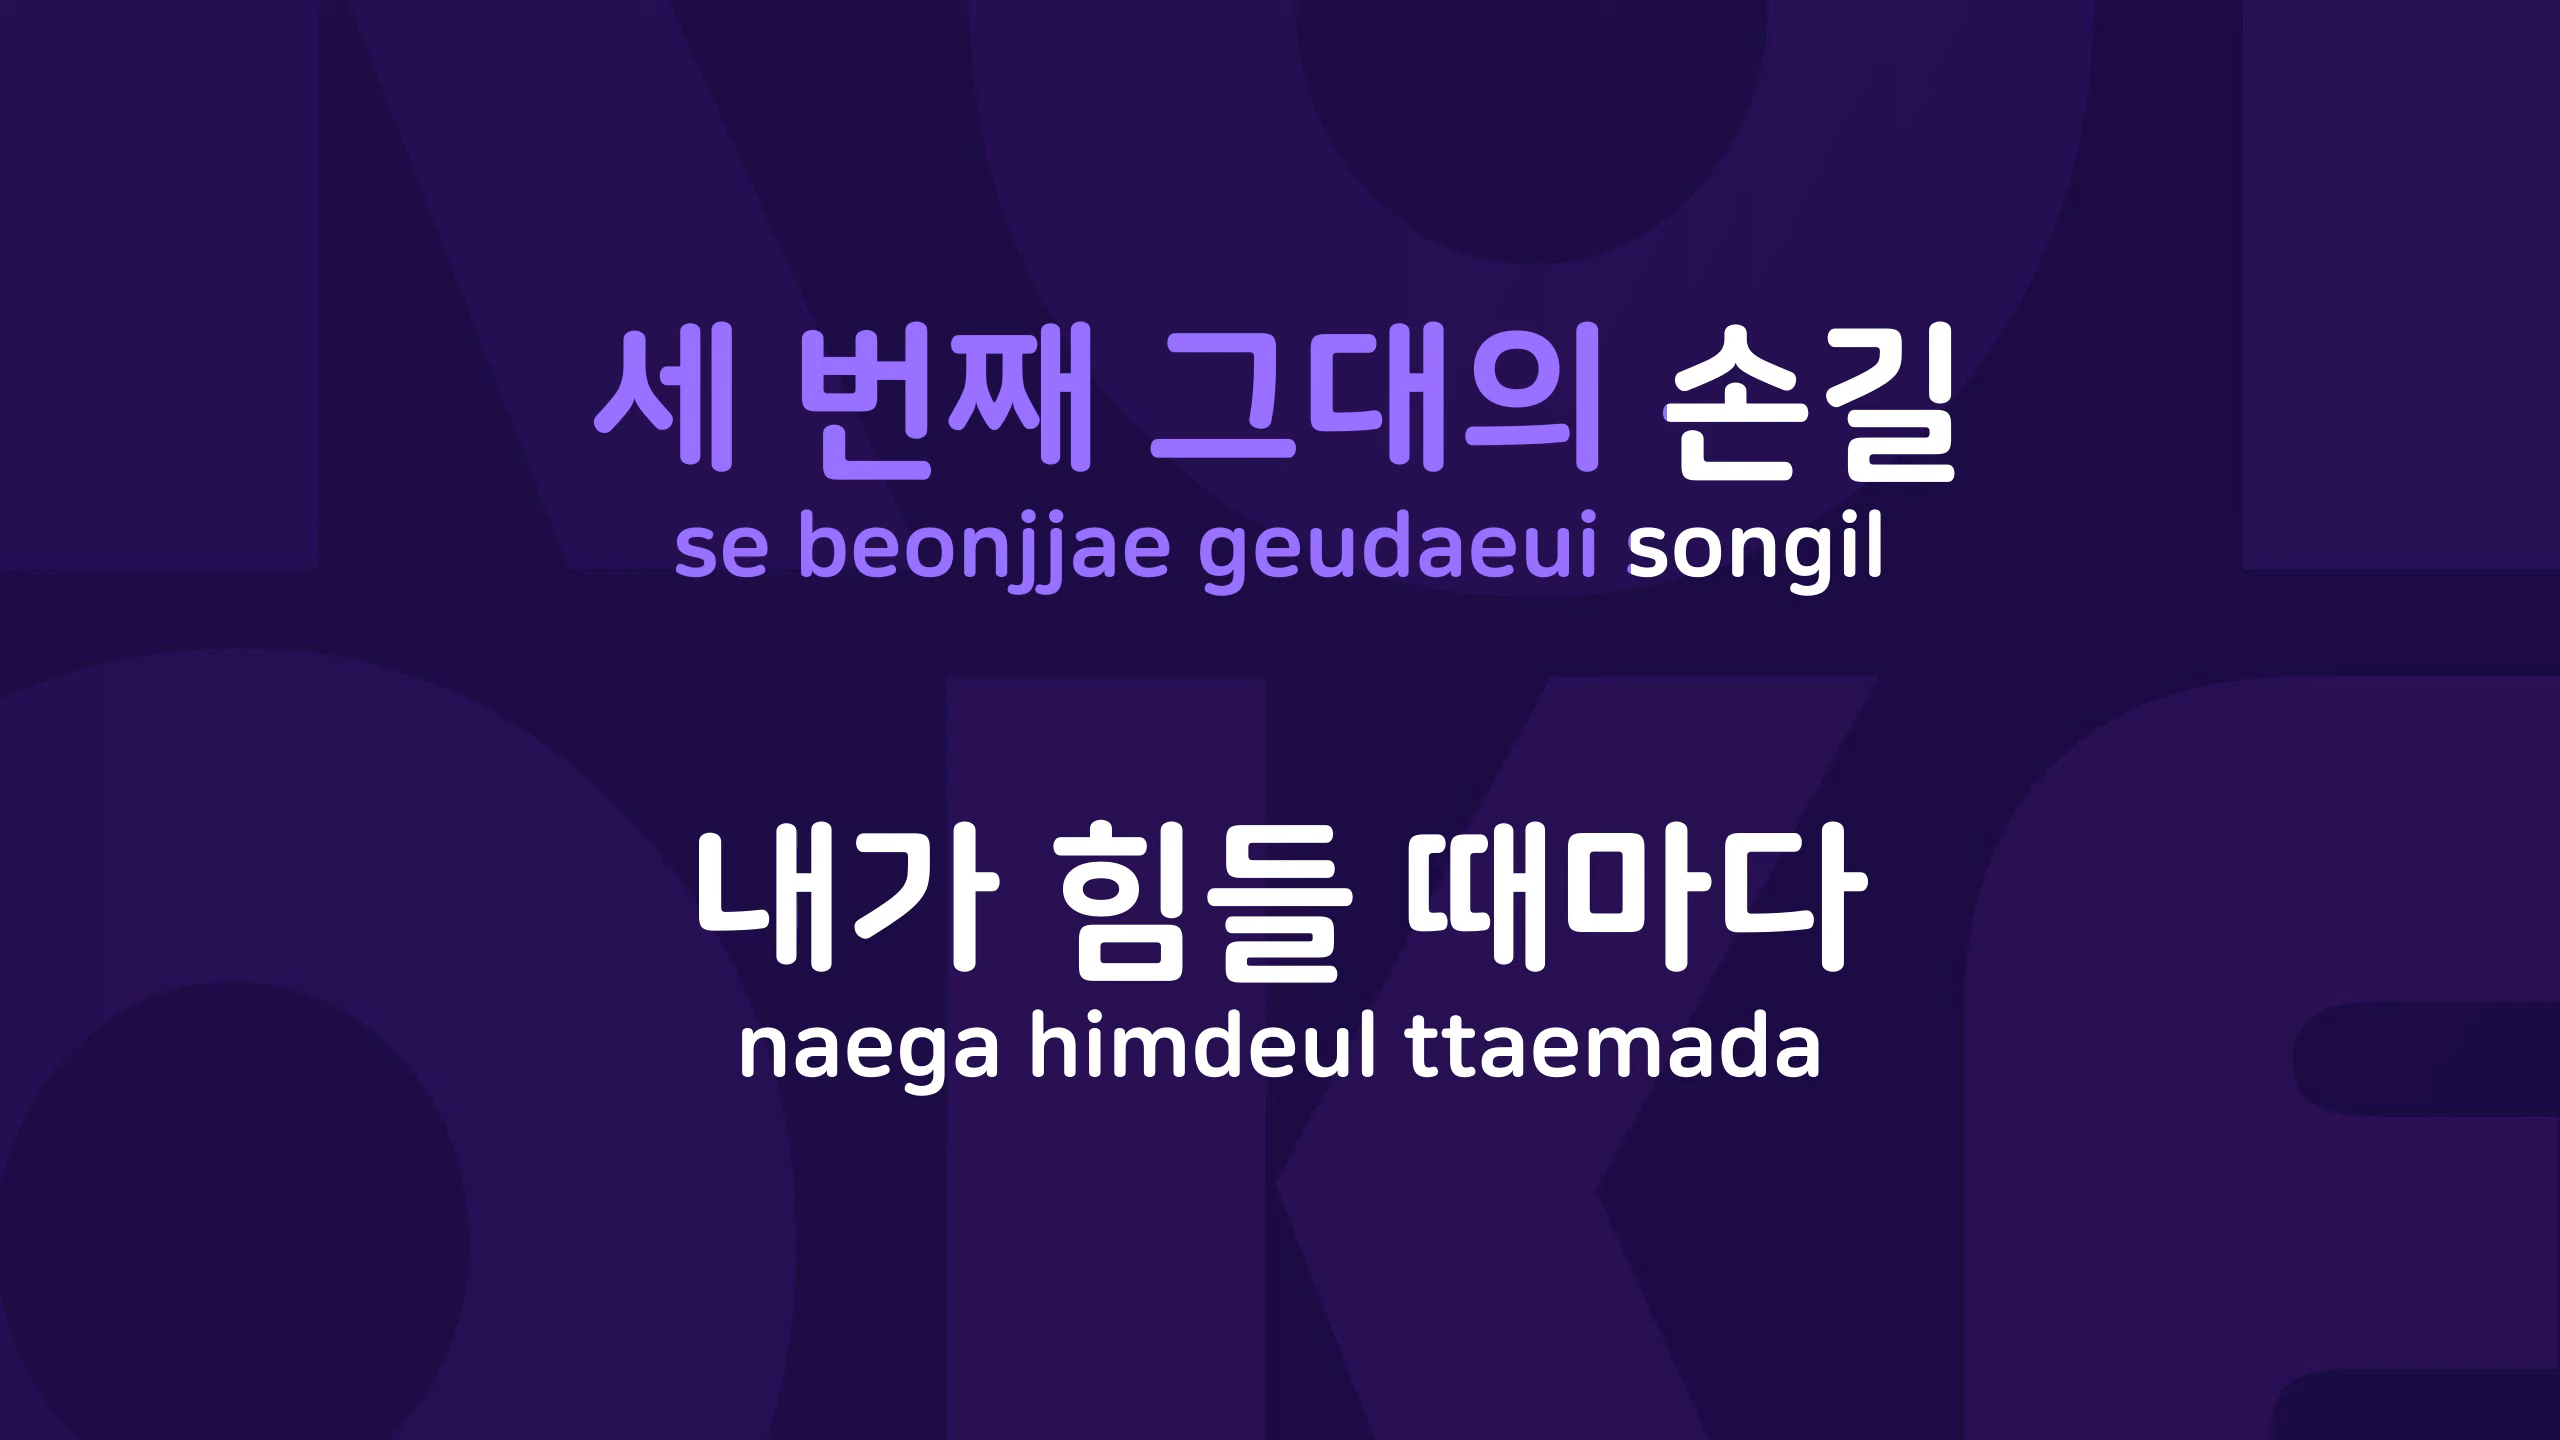 세 번째 그대의 손길
se beonjjae geudaeui songil
내가 힘들 때마다
naega himdeul ttaemada